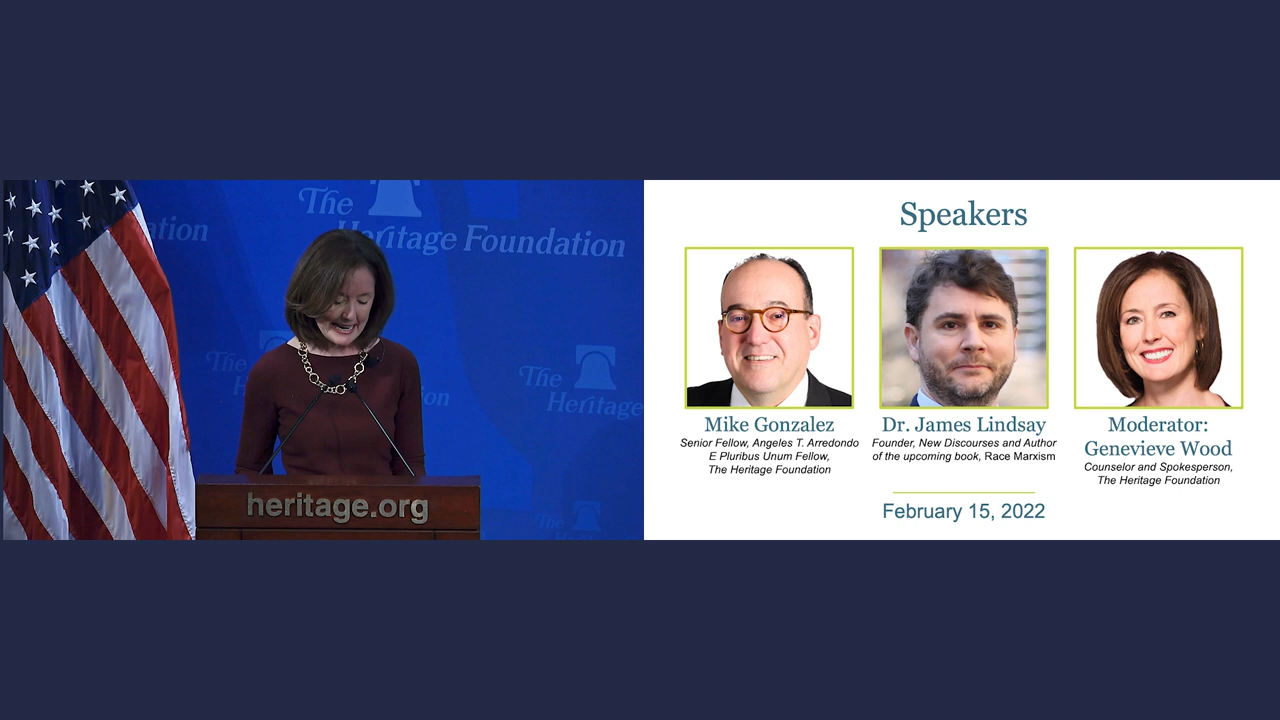 The
Heritage Foundation
ation
The
Heritage
heritage.org
Speakers
Mike Gonzalez
Senior Fellow, Angeles T. Arredondo
E Pluribus Unum Fellow,
The Heritage Foundation
Dr. James Lindsay
Founder, New Discourses and Author
of the upcoming book, Race Marxism
Moderator:
Genevieve Wood
Counselor and Spokesperson,
The Heritage Foundation
February 15, 2022